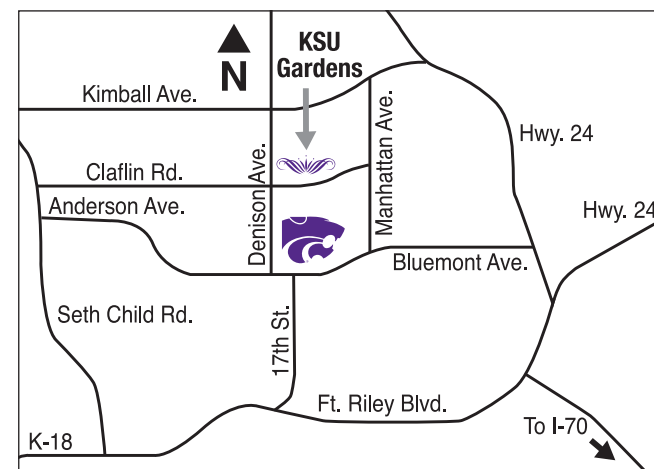 KSU
Gardens
N
Kimball Ave.
Manhattan Ave.
Hwy. 24
Claflin Rd.
Denison Ave.
Anderson Ave.
Hwy. 24
Bluemont Ave.
Seth Child Rd.
17th St.
Ft. Riley Blvd.
To I-70
K-18